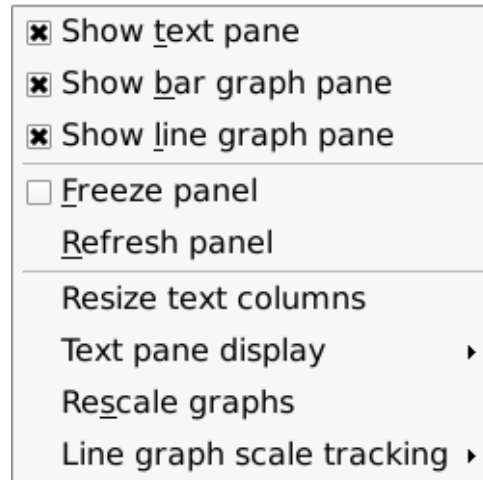 Show text pane
Show bar graph pane
Show line graph pane
Freeze panel
Refresh panel
Resize text columns
Text pane display
Rescale graphs
Line graph scale tracking